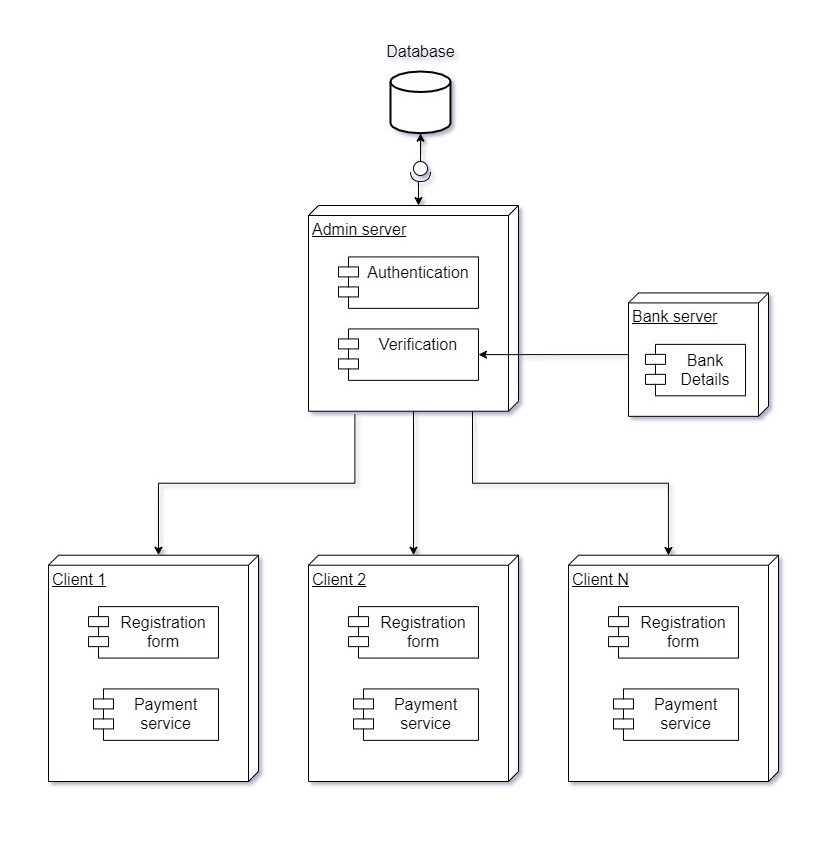 Database
Admin server
Authentication
Verification
Bank server
Bank
Details
Client 1
Registration
form
Payment
service
Client 2
Registration
form
Payment
service
Client N
Registration
form
Payment
service